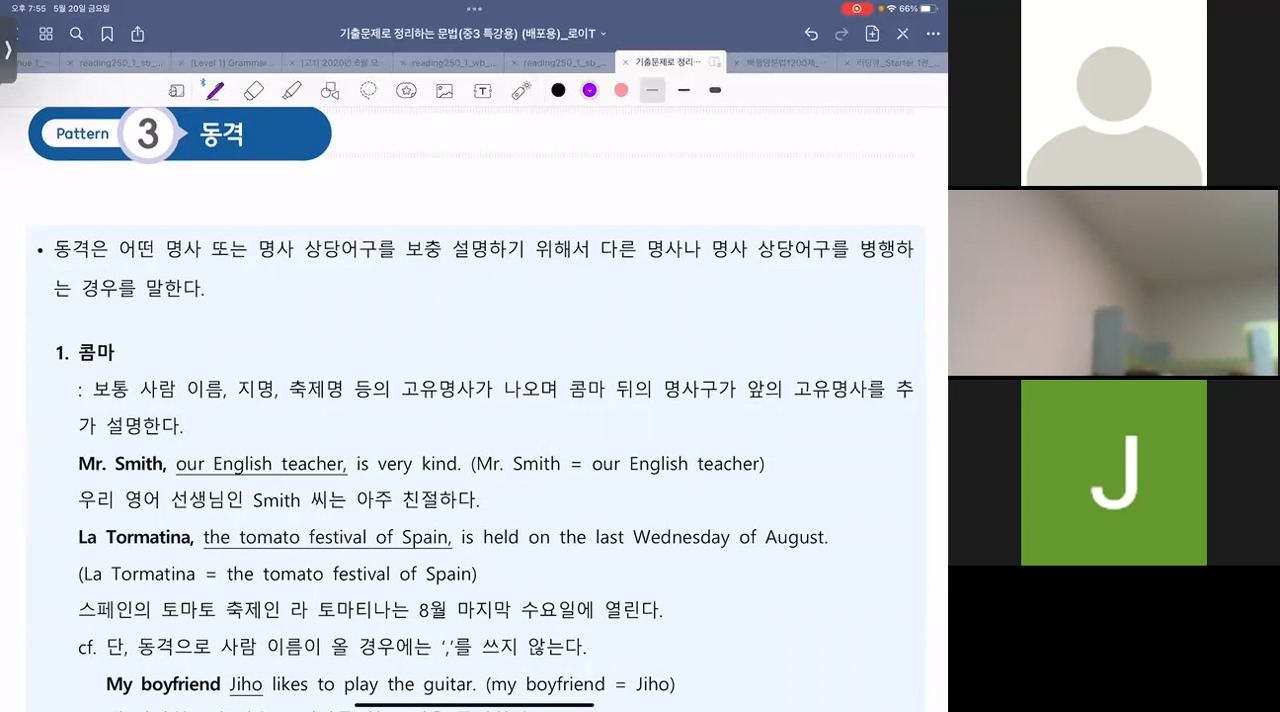 오후 7:55 5월 20일 금요일
66%
기출문제로 정리하는 문법(중3 특강용) (배포용)_로이T
nue 1_
reading250_1_sb_...
[Level 1] Grammar
[고1] 2020년 6월 모
reading250_1_wb_
reading250_1_sb_
기출문제로 정리···
Pattern 3 동격
• 동격은 어떤 명사 또는 명사 상당어구를 보충 설명하기 위해서 다른 명사나 명사 상당어구를 병행하
는 경우를 말한다.
1. 콤마
: 보통 사람 이름, 지명, 축제명 등의 고유명사가 나오며 콤마 뒤의 명사구가 앞의 고유명사를 추
가 설명한다.
Mr. Smith, our English teacher, is very kind. (Mr. Smith = our English teacher)
우리 영어 선생님인 Smith 씨는 아주 친절하다.
La Tormatina, the tomato festival of Spain, is held on the last Wednesday of August.
(La Tormatina = the tomato festival of Spain)
스페인의 토마토 축제인 라 토마티나는 8월 마지막 수요일에 열린다.
cf. 단, 동격으로 사람 이름이 올 경우에는 ‘,’를 쓰지 않는다.
My boyfriend Jiho likes to play the guitar. (my boyfriend = Jiho)
J